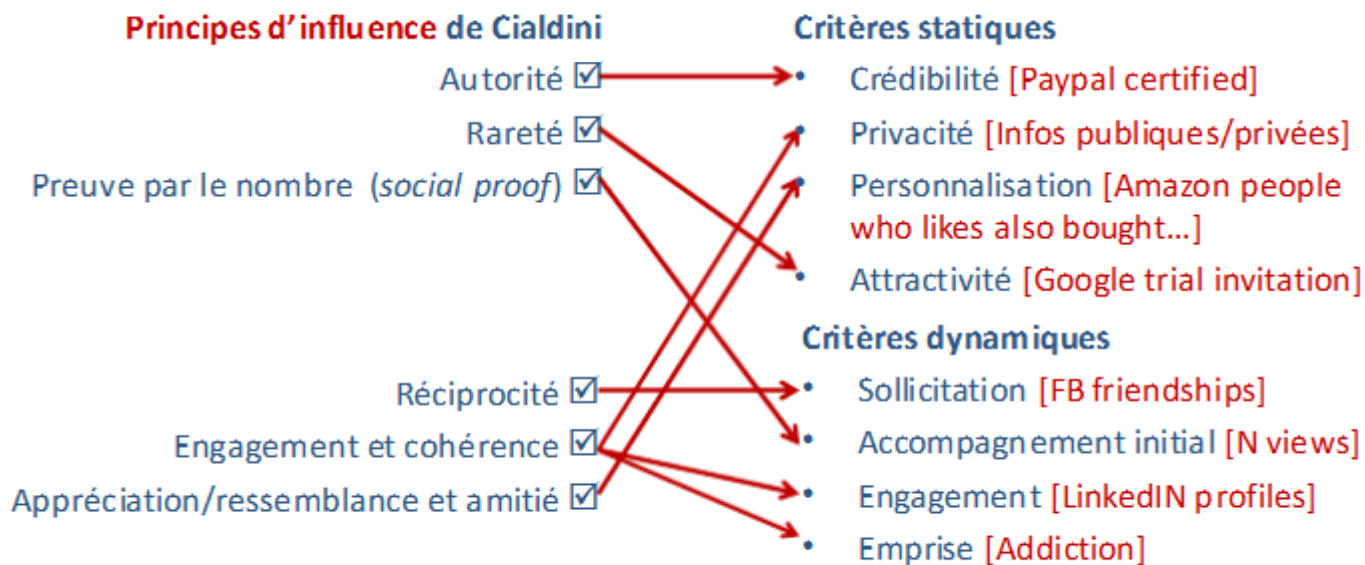 Principes d'influence de Cialdini
Autorité
Rareté
Preuve par le nombre (social proof)
Réciprocité
Engagement et cohérence
Appréciation/ressemblance et amitié
Critères statiques
• Crédibilité [Paypal certified]
• Privacité [Infos publiques/privées]
• Personnalisation [Amazon people
who likes also bought...]
• Attractivité [Google trial invitation]
Critères dynamiques
• Sollicitation [FB friendships]
• Accompagnement initial [N views]
• Engagement [LinkedIN profiles]
• Emprise [Addiction]